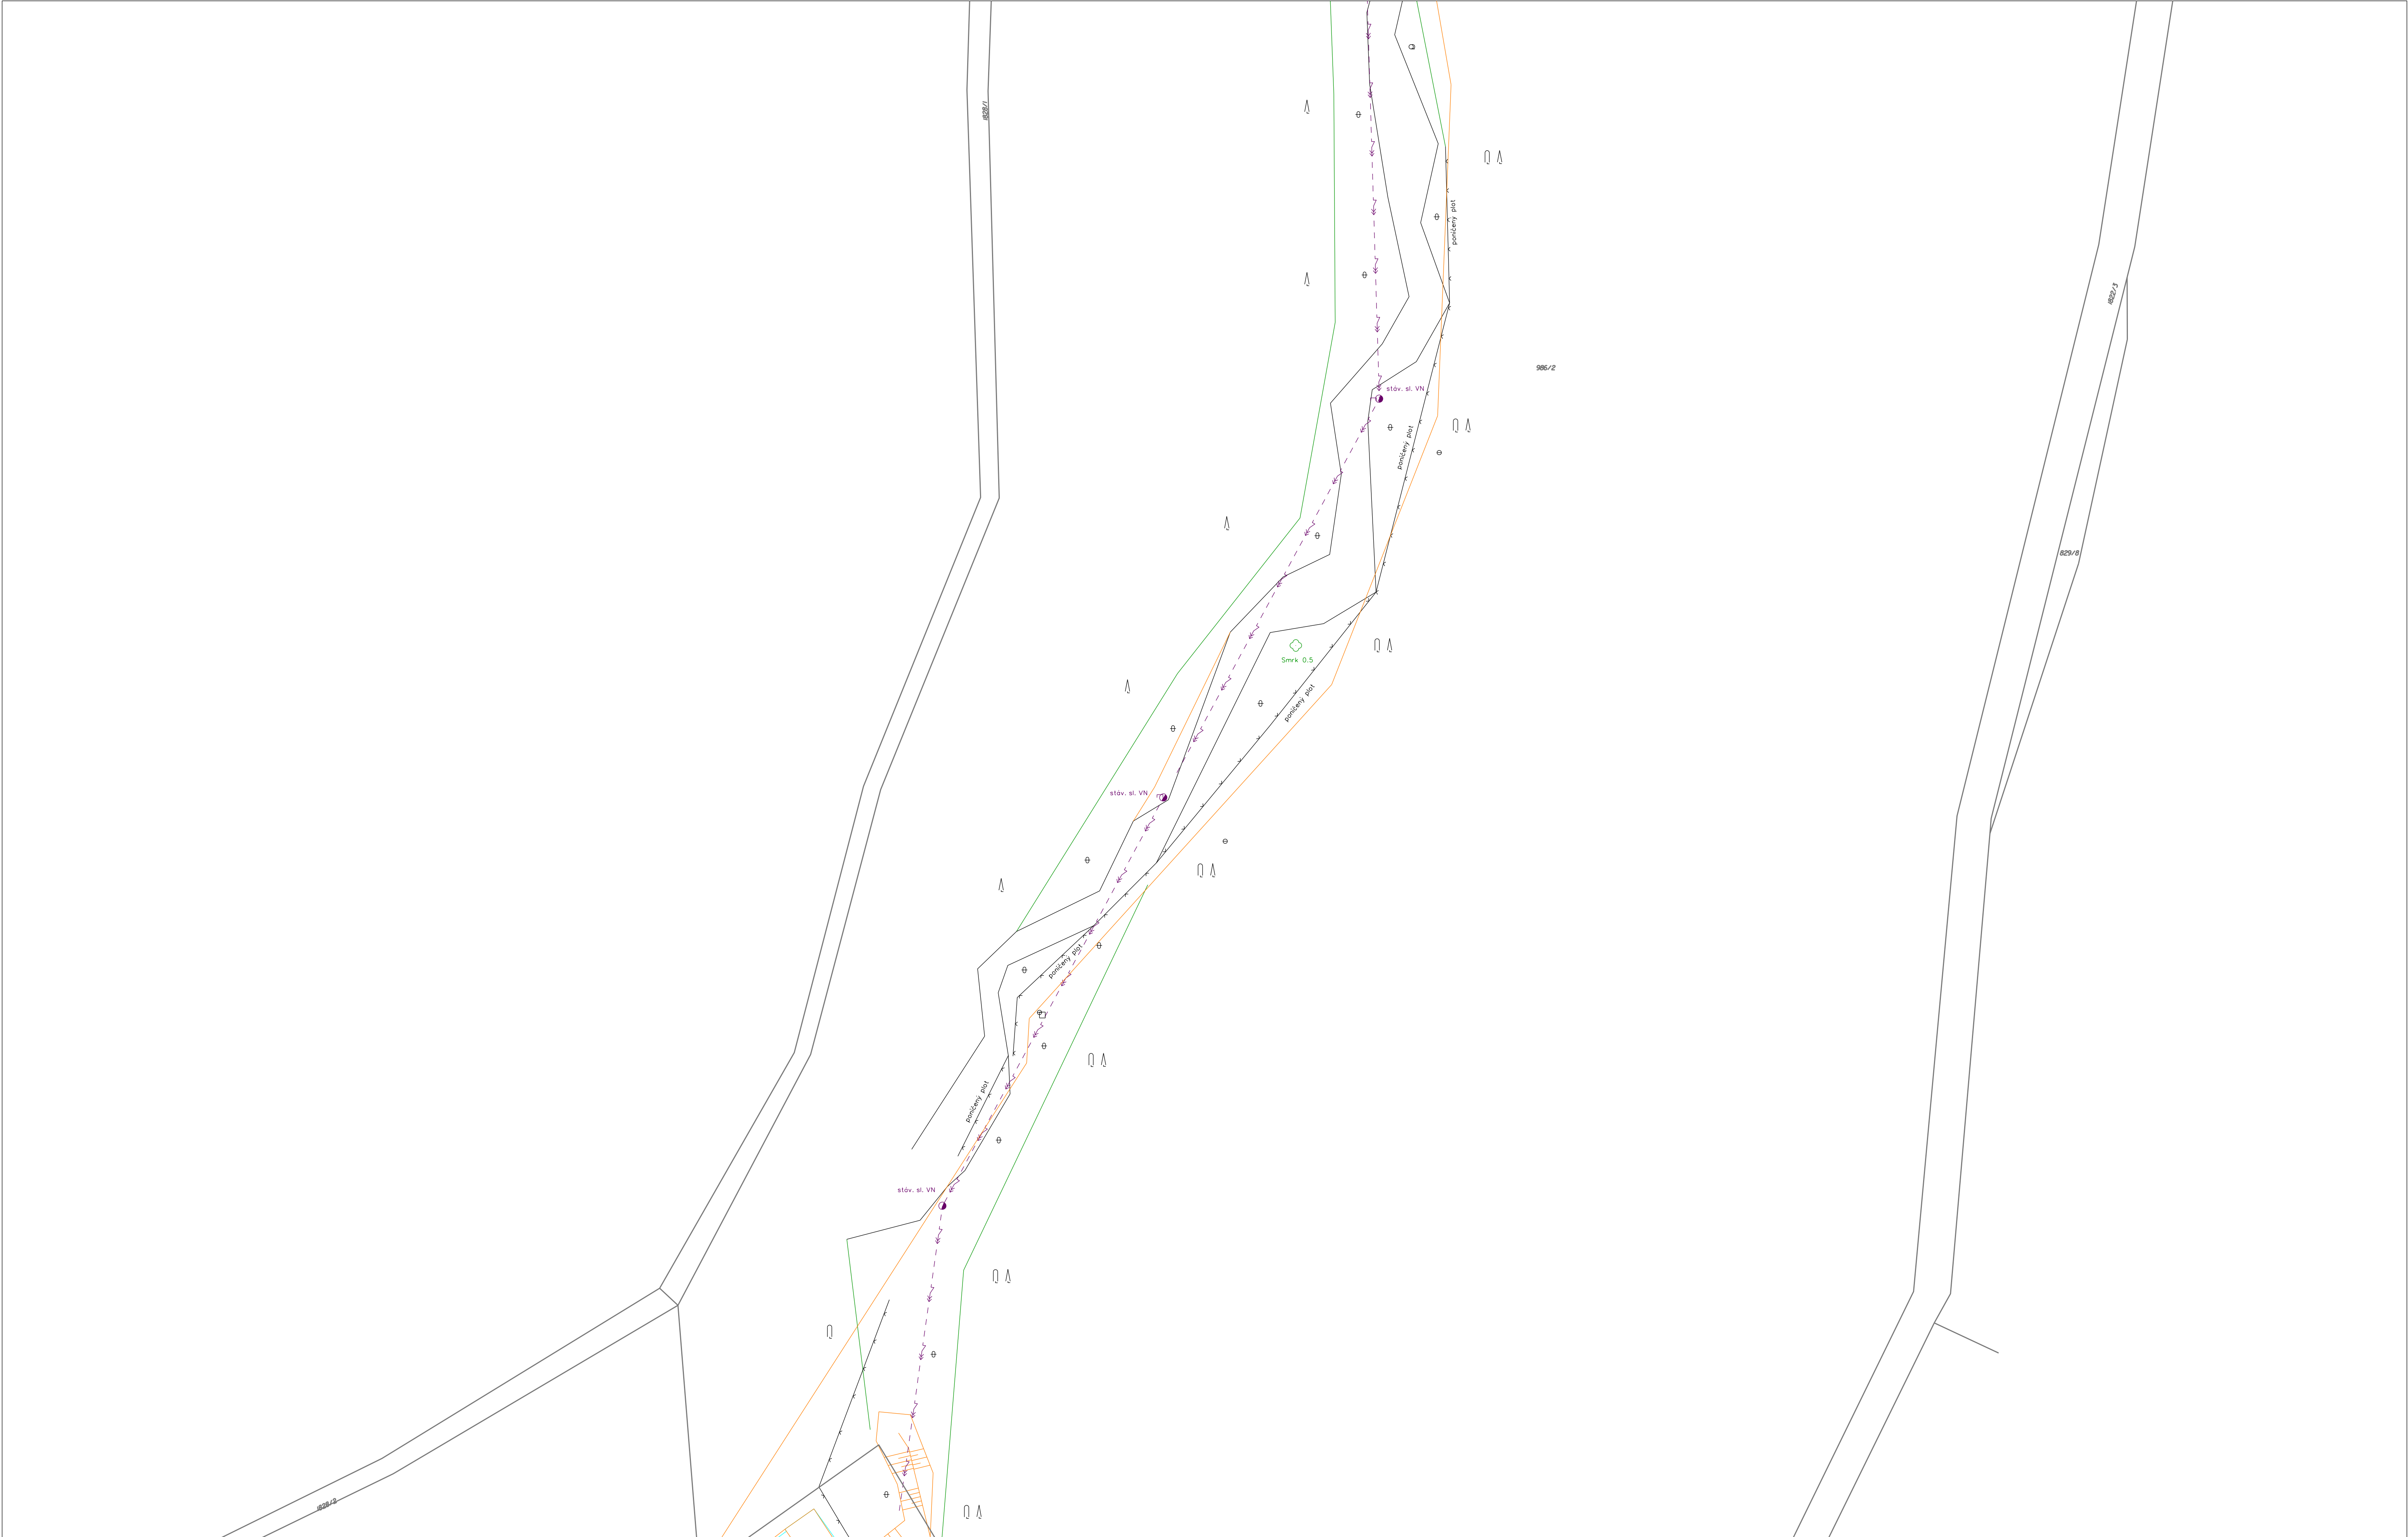 1828/1
poničený plot
1822/3
986/2
stáv. sl. VN
poničený plot
829/8
Smrk 0.5
poničený plot
stáv. sl. VN
poničený plot
poničený plot
stáv. sl. VN
1828/2